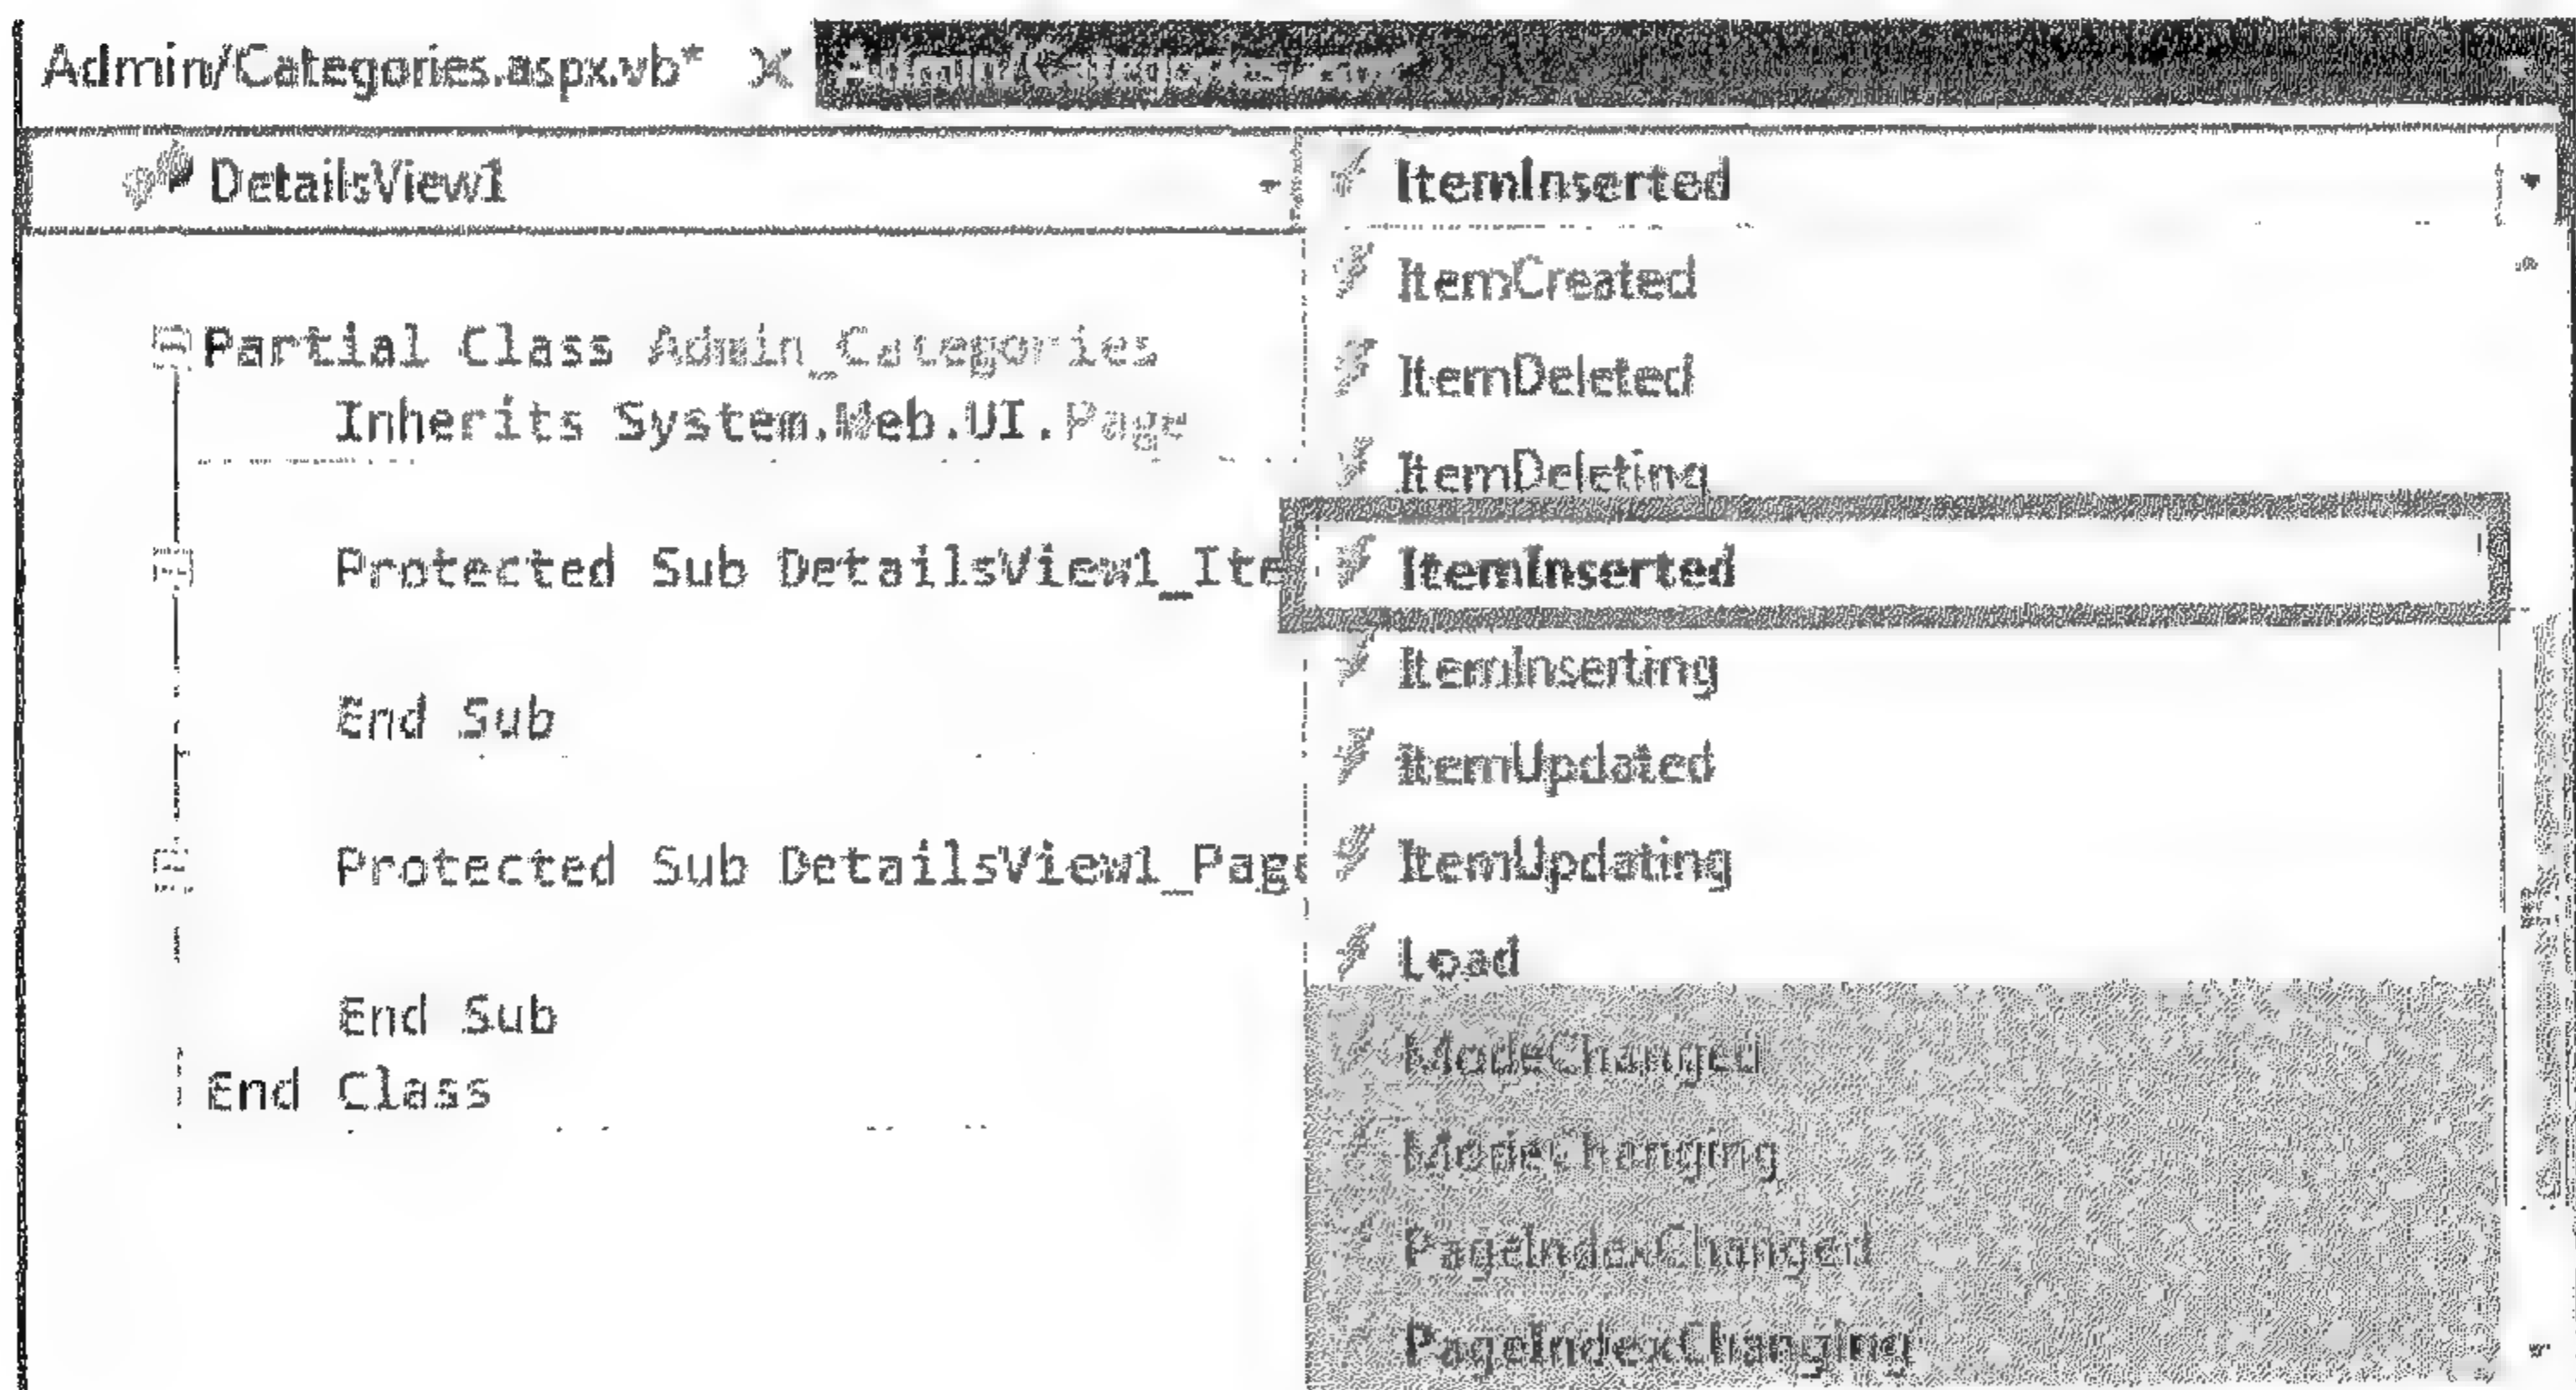 Admin/Categories.aspx.vb*
DetailsView1
ItemInserted
Partial Class Admin_Categories
Inherits System.Web.UI.Page
Protected Sub DetailsView1_Ite
End Sub
Protected Sub DetailsView1_Page
End Sub
End Class
ItemCreated
ItemDeleted
ItemDeleting
ItemInserted
ItemInserting
ItemUpdated
ItemUpdating
Load
ModeChanged
ModeChanging
PageIndexChanged
PageIndexChanging